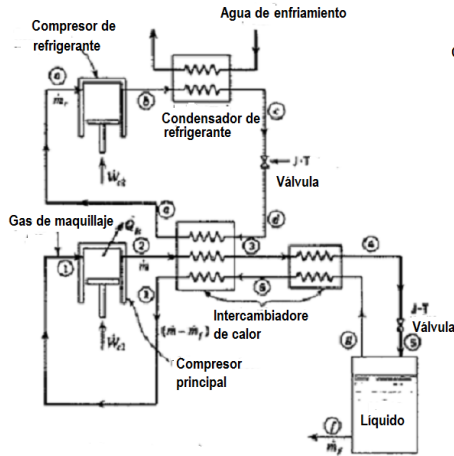 Compresor de
refrigerante
Agua de enfriamiento
a
b
ṁr
Ẇc2
Condensador de
refrigerante
c
J-T
Válvula
d
a
Gas de maquillaje
Q̇R
1
2
ṁ
3
4
6
1
Ẇc1
Intercambiador
de calor
(ṁ − ṁf)
Compresor
principal
J-T
Válvula
5
g
Líquido
f
ṁf